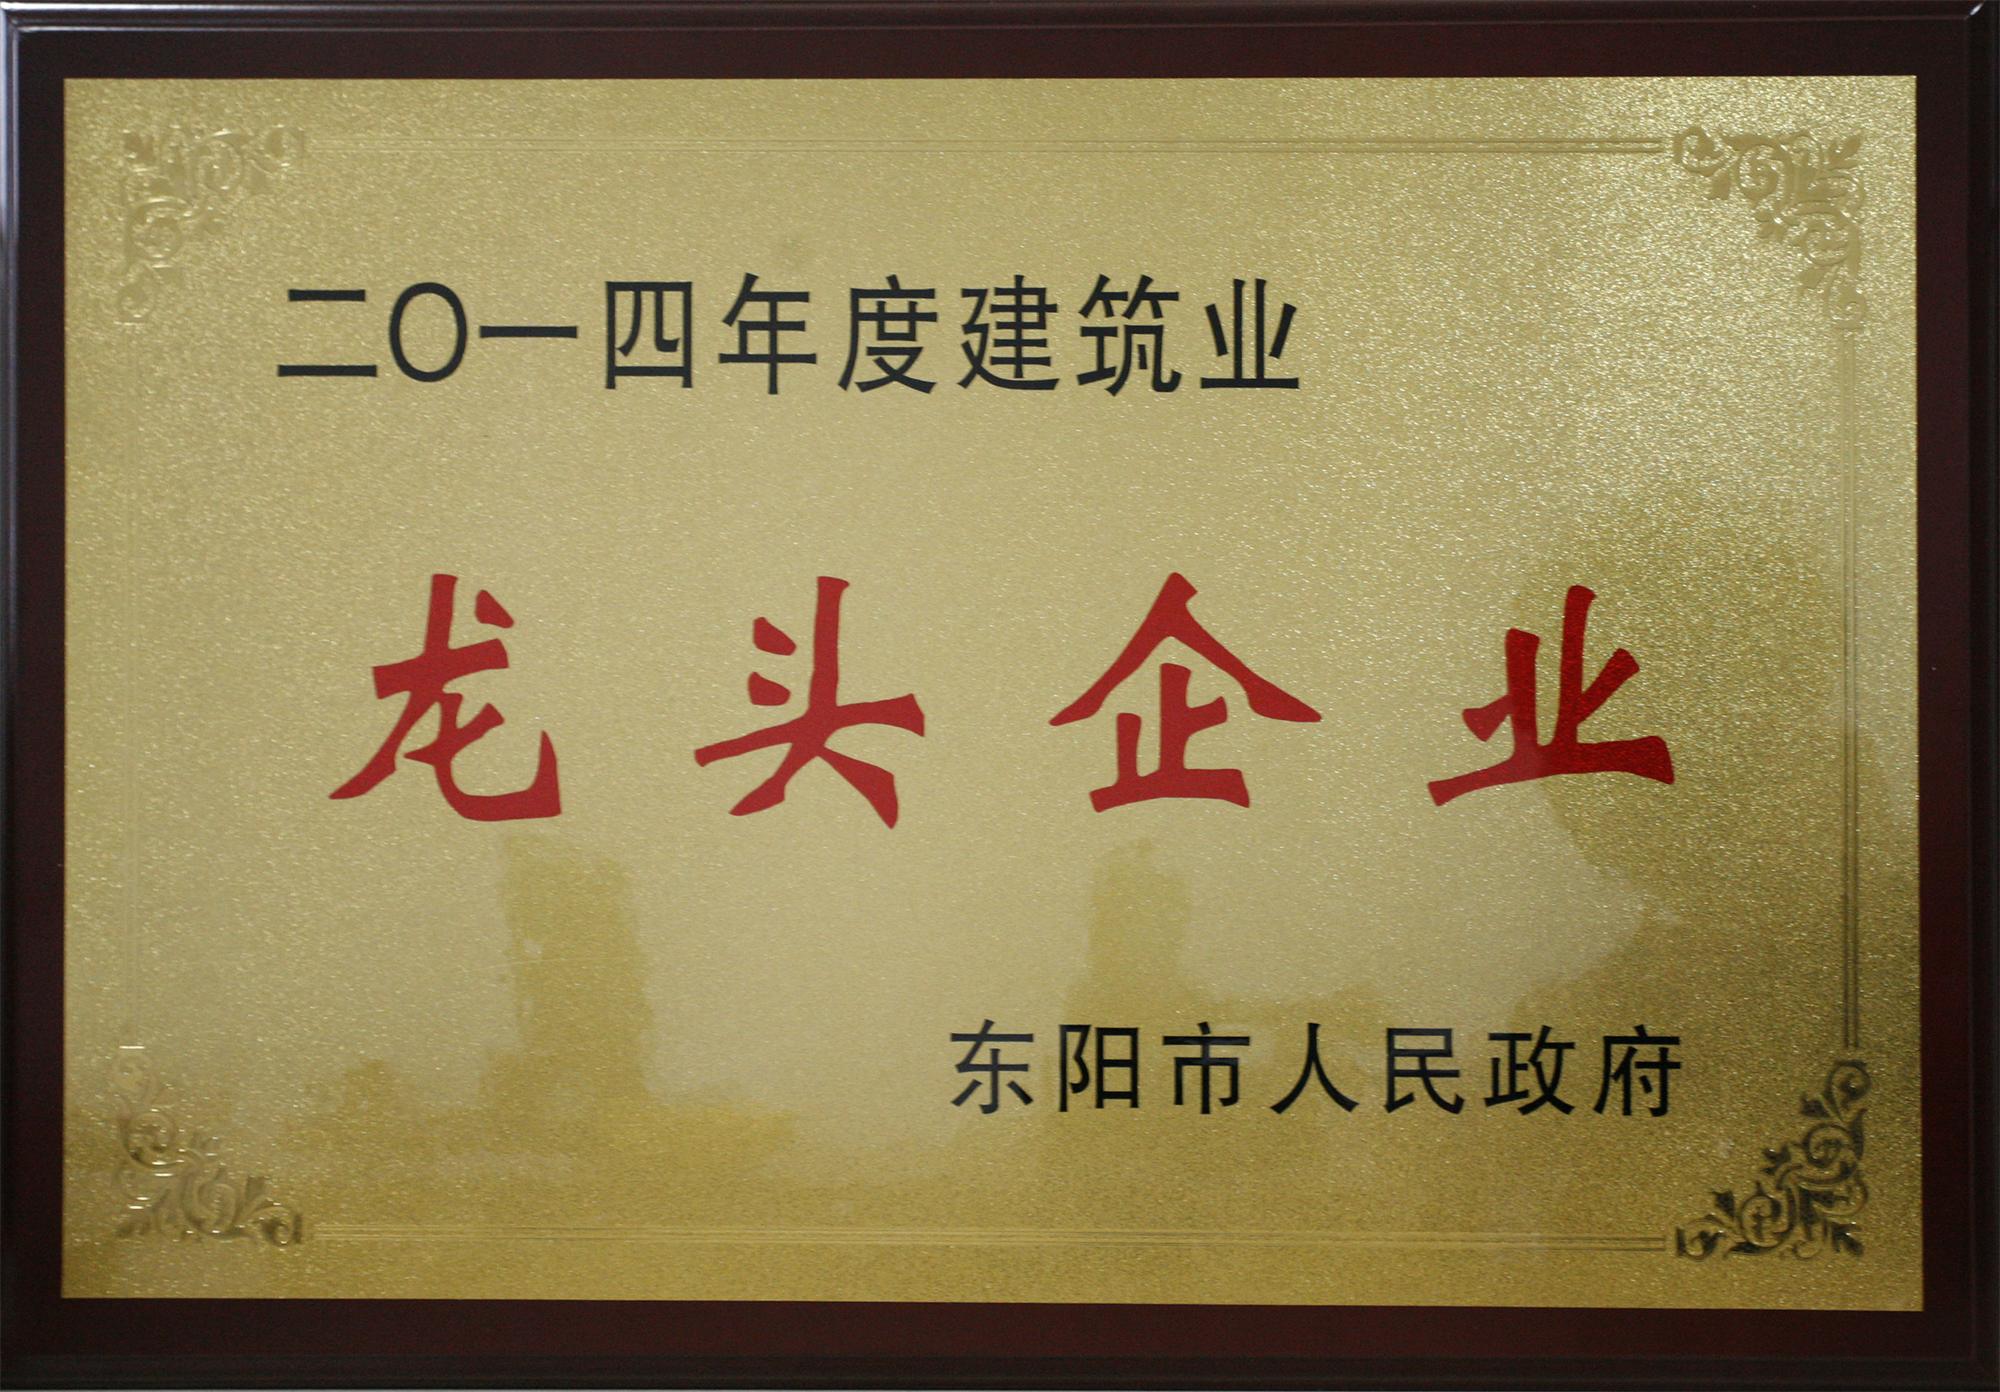 二〇一四年度建筑业
龙头企业
东阳市人民政府